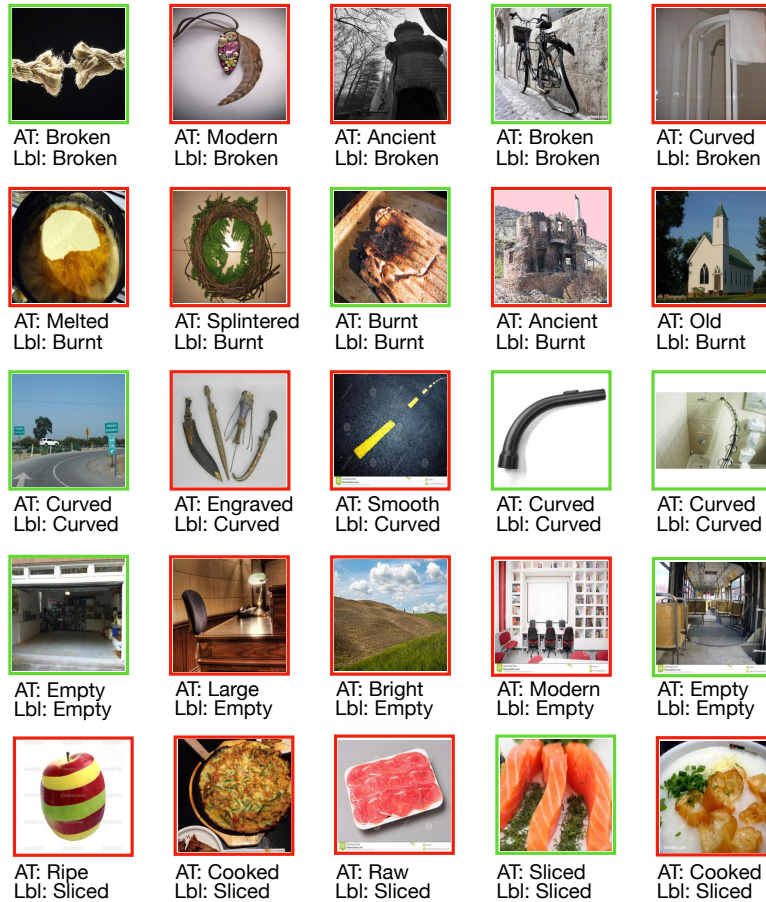 AT: Broken
Lbl: Broken
AT: Modern
Lbl: Broken
AT: Ancient
Lbl: Broken
AT: Broken
Lbl: Broken
AT: Curved
Lbl: Broken
AT: Melted
Lbl: Burnt
AT: Splintered
Lbl: Burnt
AT: Burnt
Lbl: Burnt
AT: Ancient
Lbl: Burnt
AT: Old
Lbl: Burnt
AT: Curved
Lbl: Curved
AT: Engraved
Lbl: Curved
AT: Smooth
Lbl: Curved
AT: Curved
Lbl: Curved
AT: Curved
Lbl: Curved
AT: Empty
Lbl: Empty
AT: Large
Lbl: Empty
AT: Bright
Lbl: Empty
AT: Modern
Lbl: Empty
AT: Empty
Lbl: Empty
AT: Ripe
Lbl: Sliced
AT: Cooked
Lbl: Sliced
AT: Raw
Lbl: Sliced
AT: Sliced
Lbl: Sliced
AT: Cooked
Lbl: Sliced